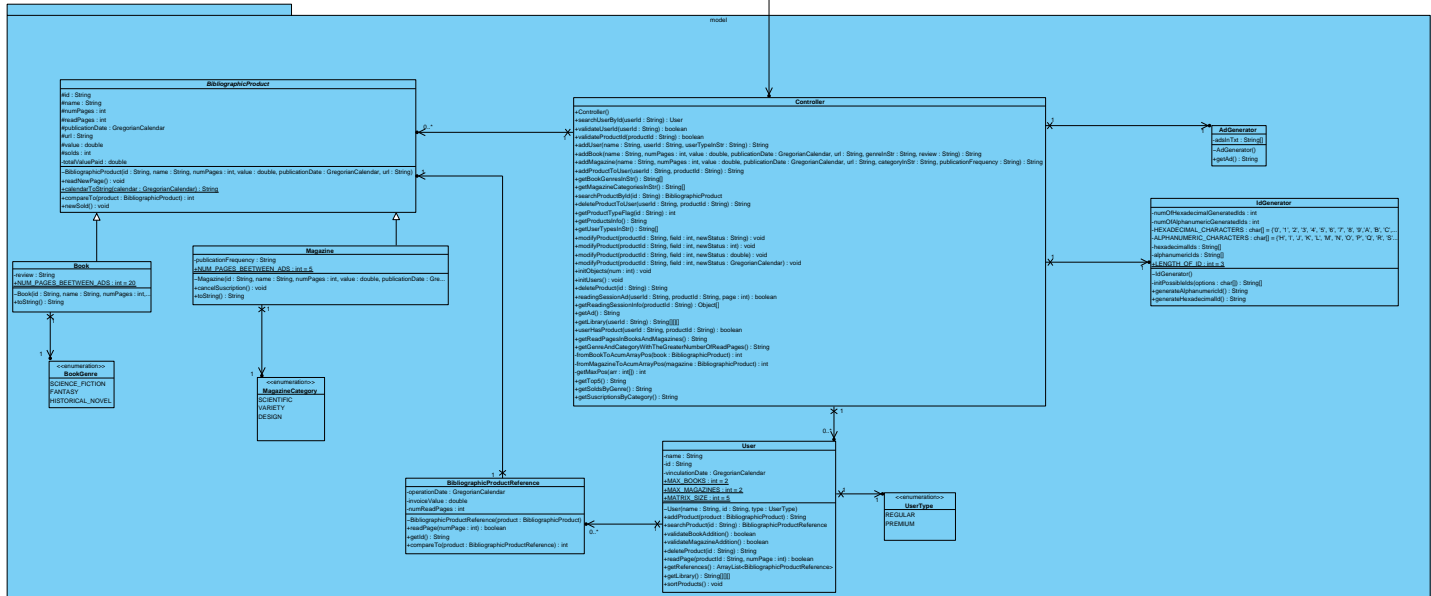 model
BibliographicProduct
#id : String
#name : String
#numPages : int
#readPages : int
#publicationDate : GregorianCalendar
#url : String
#value : double
#solds : int
-totalValuePaid : double
~BibliographicProduct(id : String, name : String, numPages : int, value : double, publicationDate : GregorianCalendar, url : String)
+readNewPage() : void
+calendarToString(calendar : GregorianCalendar) : String
+compareTo(product : BibliographicProduct) : int
+newSold() : void
Controller
+Controller()
+searchUserById(userId : String) : User
+validateUserId(userId : String) : boolean
+validateProductId(productId : String) : boolean
+addUser(name : String, userId : String, userTypeInStr : String) : String
+addBook(name : String, numPages : int, value : double, publicationDate : GregorianCalendar, url : String, genreInStr : String, review : String) : String
+addMagazine(name : String, numPages : int, value : double, publicationDate : GregorianCalendar, url : String, categoryInStr : String, publicationFrequency : String) : String
+addProductToUser(userId : String, productId : String) : String
+getBookGenresInStr() : String[]
+getMagazineCategoriesInStr() : String[]
+searchProductById(id : String) : BibliographicProduct
+deleteProductToUser(userId : String, productId : String) : String
+getProductTypeFlag(id : String) : int
+getProductsInfo() : String
+getUserTypesInStr() : String[]
+modifyProduct(productId : String, field : int, newStatus : String) : void
+modifyProduct(productId : String, field : int, newStatus : int) : void
+modifyProduct(productId : String, field : int, newStatus : double) : void
+modifyProduct(productId : String, field : int, newStatus : GregorianCalendar) : void
+initObjects(num : int) : void
+initUsers() : void
+deleteProduct(id : String) : String
+readingSessionAd(userId : String, productId : String, page : int) : boolean
+getReadingSessionInfo(productId : String) : Object[]
+getAd() : String
+getLibrary(userId : String) : String[][][]
+userHasProduct(userId : String, productId : String) : boolean
+getReadPagesInBooksAndMagazines() : String
+getGenreAndCategoryWithTheGreaterNumberOfReadPages() : String
-fromBookToAcumArrayPos(book : BibliographicProduct) : int
-fromMagazineToAcumArrayPos(magazine : BibliographicProduct) : int
-getMaxPos(arr : int[]) : int
+getTop5() : String
+getSoldsByGenre() : String
+getSuscriptionsByCategory() : String
AdGenerator
-adsInTxt : String[]
~AdGenerator()
+getAd() : String
IdGenerator
-numOfHexadecimalGeneratedIds : int
-numOfAlphanumericGeneratedIds : int
-HEXADECIMAL_CHARACTERS : char[] = {'0', '1', '2', '3', '4', '5', '6', '7', '8', '9', 'A', 'B', 'C',...
-ALPHANUMERIC_CHARACTERS : char[] = {'H', 'I', 'J', 'K', 'L', 'M', 'N', 'O', 'P', 'Q', 'R', 'S'...
-hexadecimalIds : String[]
-alphanumericIds : String[]
+LENGTH_OF_ID : int = 3
~IdGenerator()
-initPossibleIds(options : char[]) : String[]
+generateAlphanumericId() : String
+generateHexadecimalId() : String
Book
-review : String
+NUM_PAGES_BEETWEEN_ADS : int = 20
~Book(id : String, name : String, numPages : int,...
+toString() : String
Magazine
-publicationFrequency : String
+NUM_PAGES_BEETWEEN_ADS : int = 5
~Magazine(id : String, name : String, numPages : int, value : double, publicationDate : Gre...
+cancelSuscription() : void
+toString() : String
<<enumeration>>
BookGenre
SCIENCE_FICTION
FANTASY
HISTORICAL_NOVEL
<<enumeration>>
MagazineCategory
SCIENTIFIC
VARIETY
DESIGN
BibliographicProductReference
-operationDate : GregorianCalendar
-invoiceValue : double
-numReadPages : int
~BibliographicProductReference(product : BibliographicProduct)
+readPage(numPage : int) : boolean
+getId() : String
+compareTo(product : BibliographicProductReference) : int
User
-name : String
-id : String
-vinculationDate : GregorianCalendar
+MAX_BOOKS : int = 2
+MAX_MAGAZINES : int = 2
+MATRIX_SIZE : int = 5
~User(name : String, id : String, type : UserType)
+addProduct(product : BibliographicProduct) : String
+searchProduct(id : String) : BibliographicProductReference
+validateBookAddition() : boolean
+validateMagazineAddition() : boolean
+deleteProduct(id : String) : String
+readPage(productId : String, numPage : int) : boolean
+getReferences() : ArrayList<BibliographicProductReference>
+getLibrary() : String[][][]
+sortProducts() : void
<<enumeration>>
UserType
REGULAR
PREMIUM
0..*
1
1
1
1
1
1
1
1
1
1
1
1
0..*
1
0..*
1
1
1